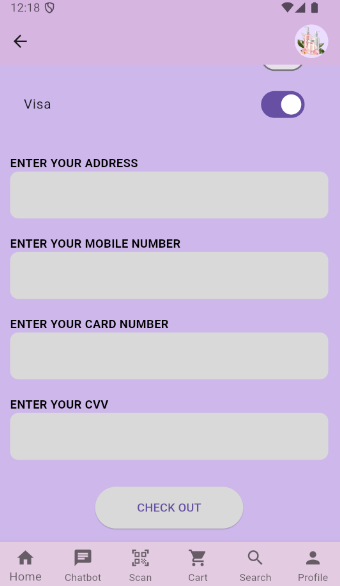 12:18
Visa
ENTER YOUR ADDRESS
ENTER YOUR MOBILE NUMBER
ENTER YOUR CARD NUMBER
ENTER YOUR CVV
CHECK OUT
Home Chatbot Scan Cart Search Profile